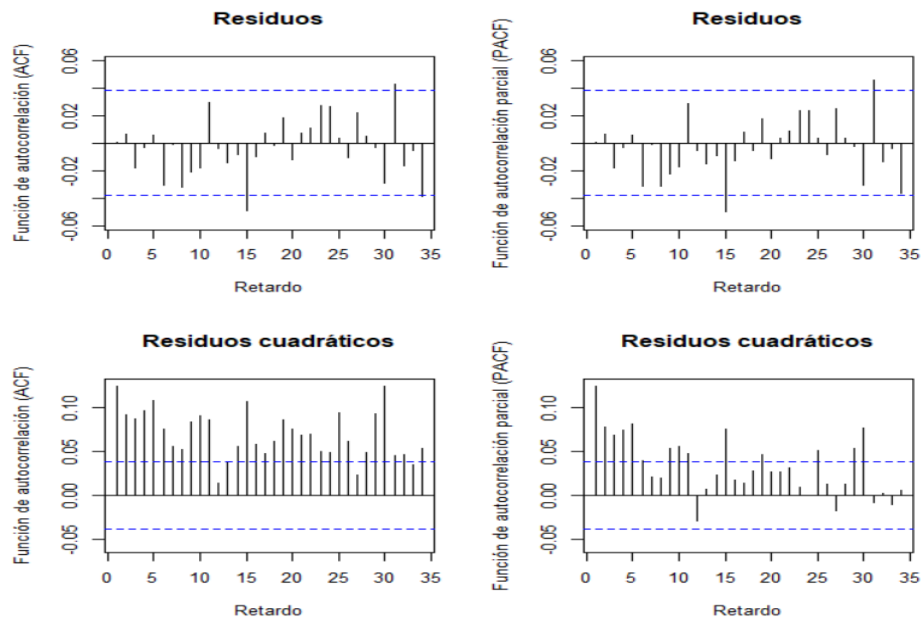 Residuos
Función de autocorrelación (ACF)
0.06
0.02
-0.02
-0.06
0 5 10 15 20 25 30 35
Retardo
Residuos
Función de autocorrelación parcial (PACF)
0.06
0.02
-0.02
-0.06
0 5 10 15 20 25 30 35
Retardo
Residuos cuadráticos
Función de autocorrelación (ACF)
0.10
0.05
0.00
-0.05
0 5 10 15 20 25 30 35
Retardo
Residuos cuadráticos
Función de autocorrelación parcial (PACF)
0.10
0.05
0.00
-0.05
0 5 10 15 20 25 30 35
Retardo